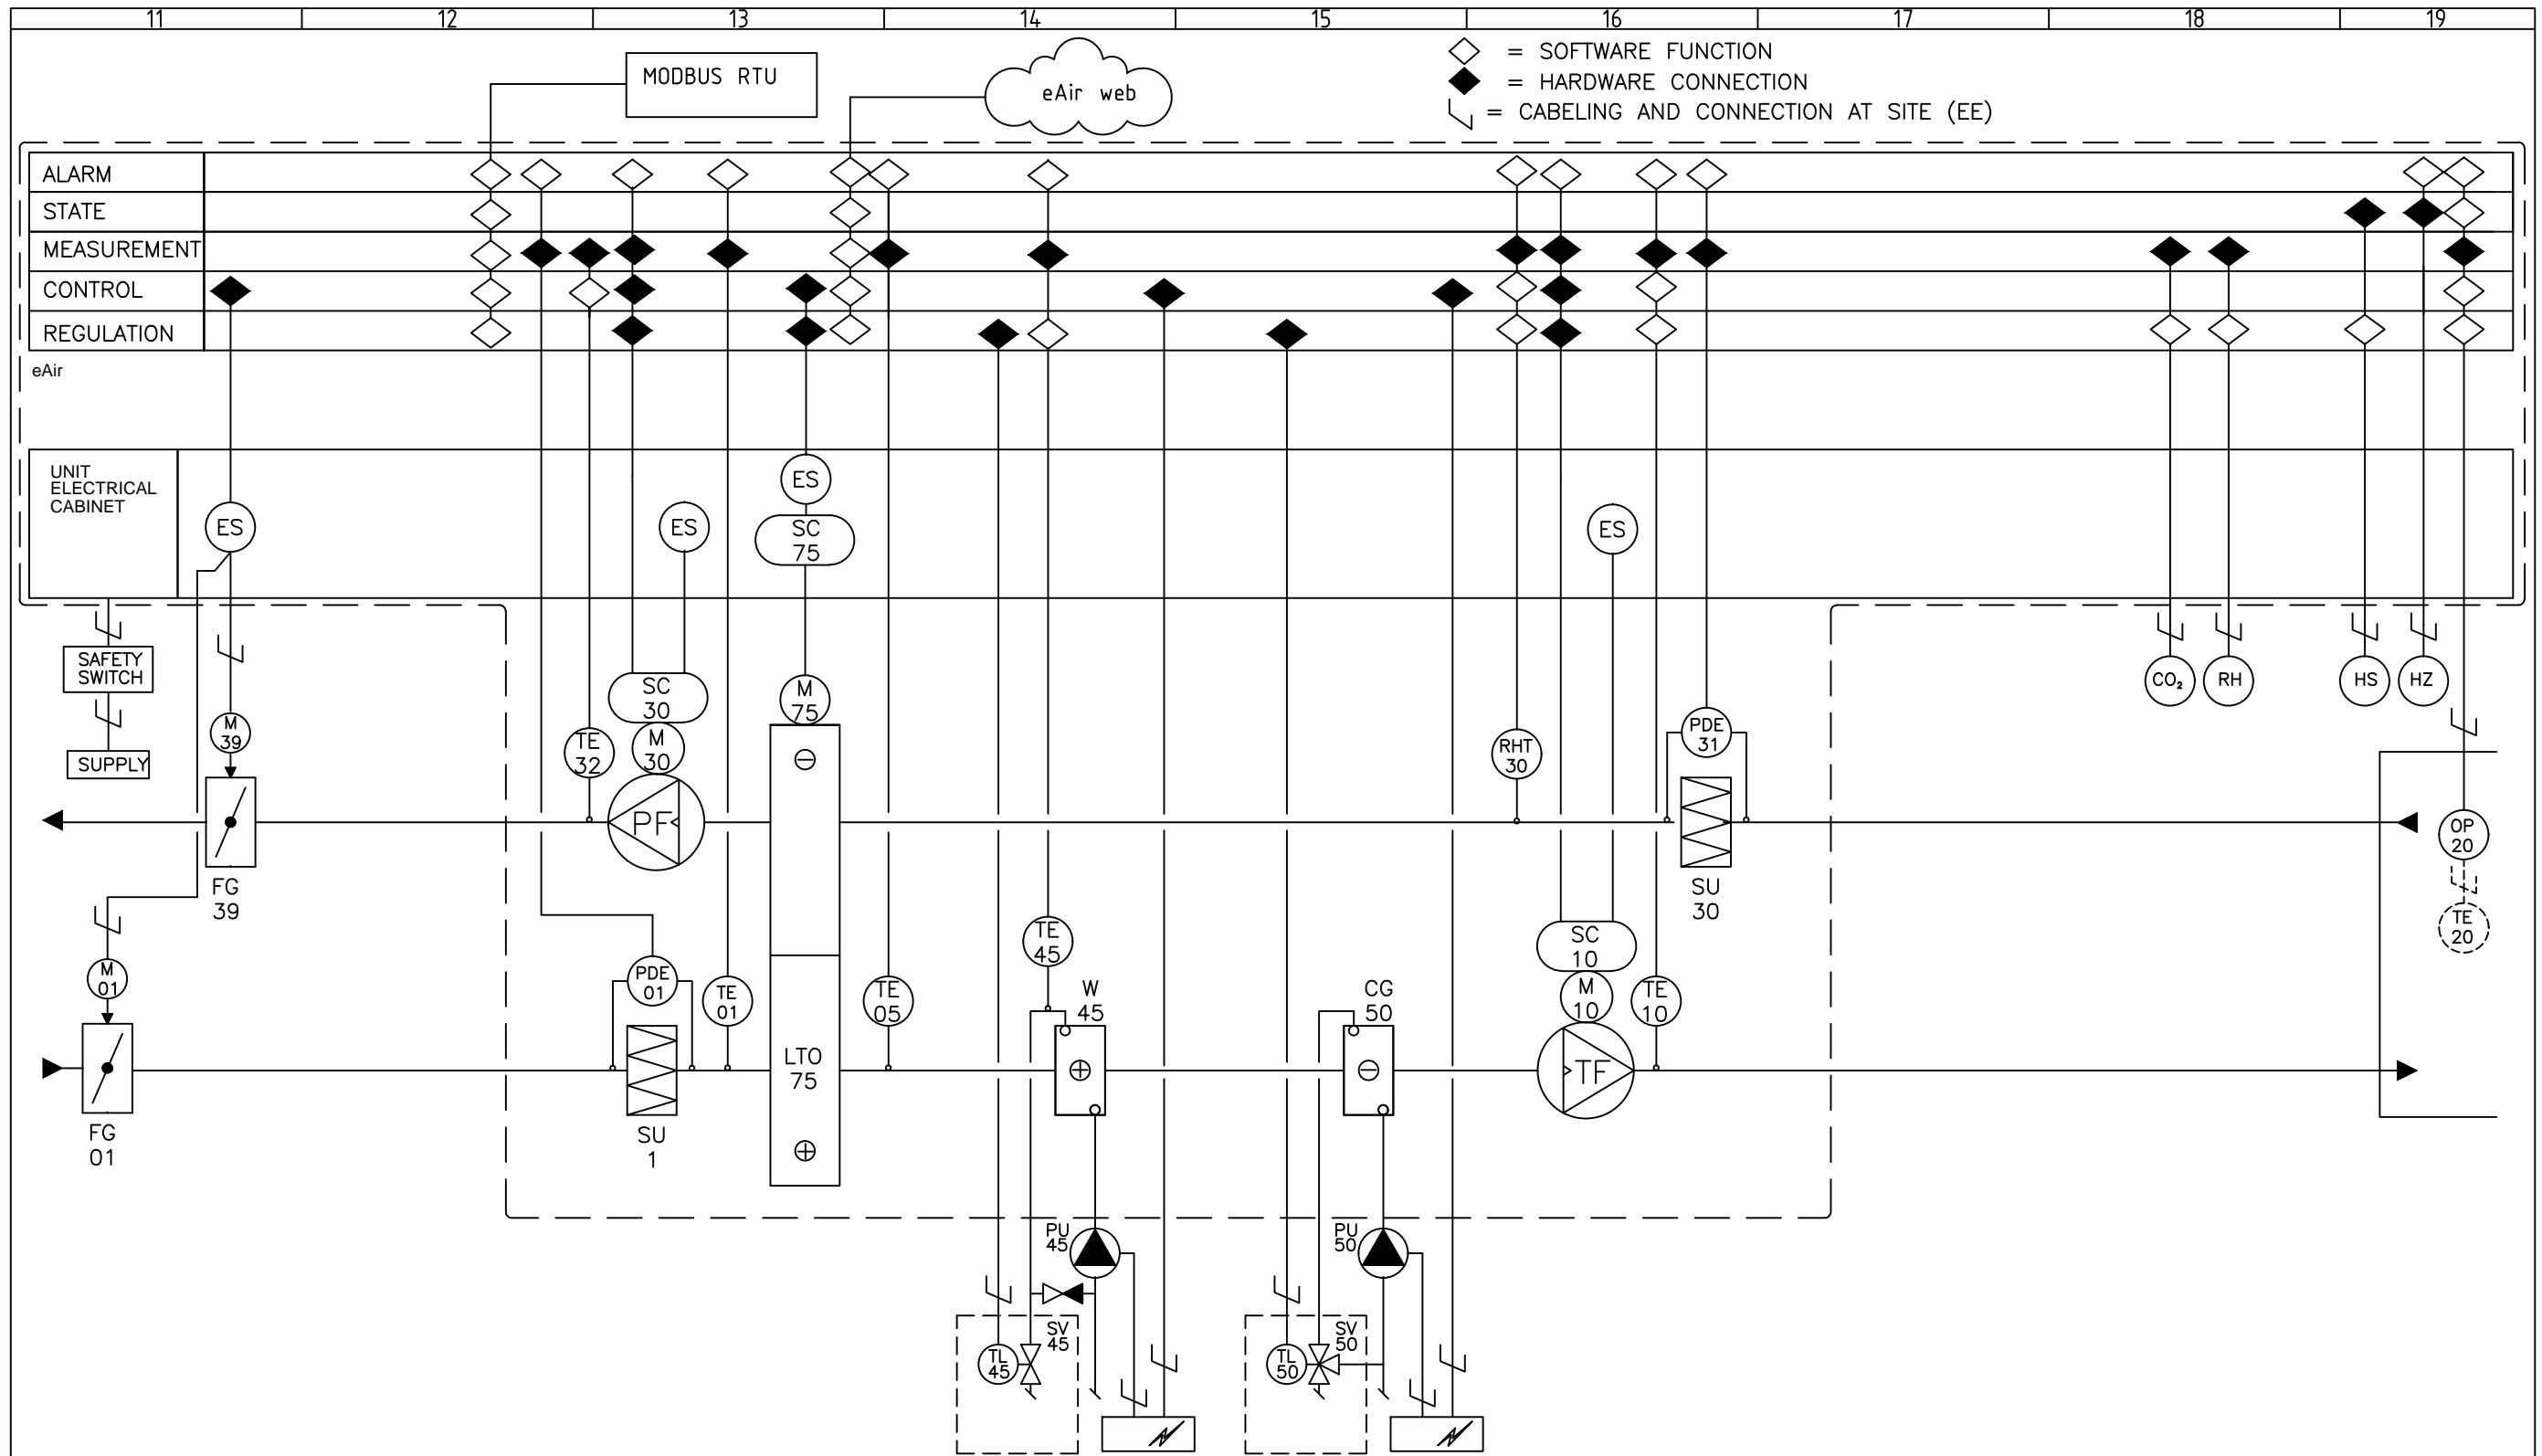 11 12 13 14 15 16 17 18 19
MODBUS RTU
eAir web
= SOFTWARE FUNCTION
= HARDWARE CONNECTION
= CABELING AND CONNECTION AT SITE (EE)
ALARM
STATE
MEASUREMENT
CONTROL
REGULATION
eAir
UNIT
ELECTRICAL
CABINET
ES
ES
ES
SC
75
ES
SAFETY
SWITCH
SUPPLY
M
39
FG
39
M
01
FG
01
TE
32
SC
30
M
30
PF
M
75
LTO
75
PDE
01
SU
1
TE
01
TE
05
TE
45
W
45
CG
50
RHT
30
SC
10
M
10
TF
TE
10
PDE
31
SU
30
CO₂
RH
HS
HZ
OP
20
TE
20
PU
45
SV
45
TL
45
PU
50
SV
50
TL
50